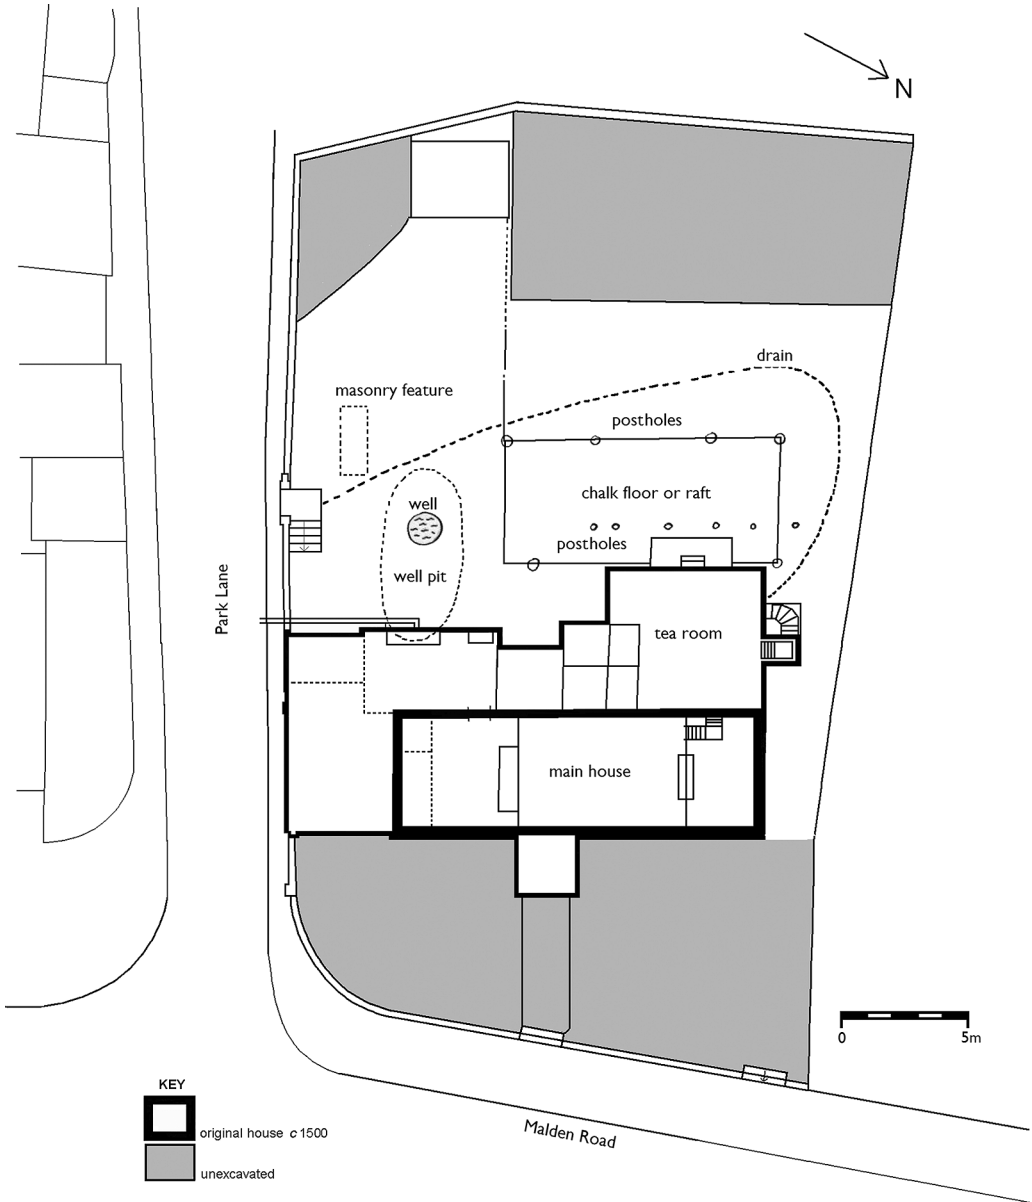 N
drain
masonry feature
postholes
chalk floor or raft
well
postholes
well pit
Park Lane
tea room
main house
0
5m
KEY
original house c 1500
unexcavated
Malden Road